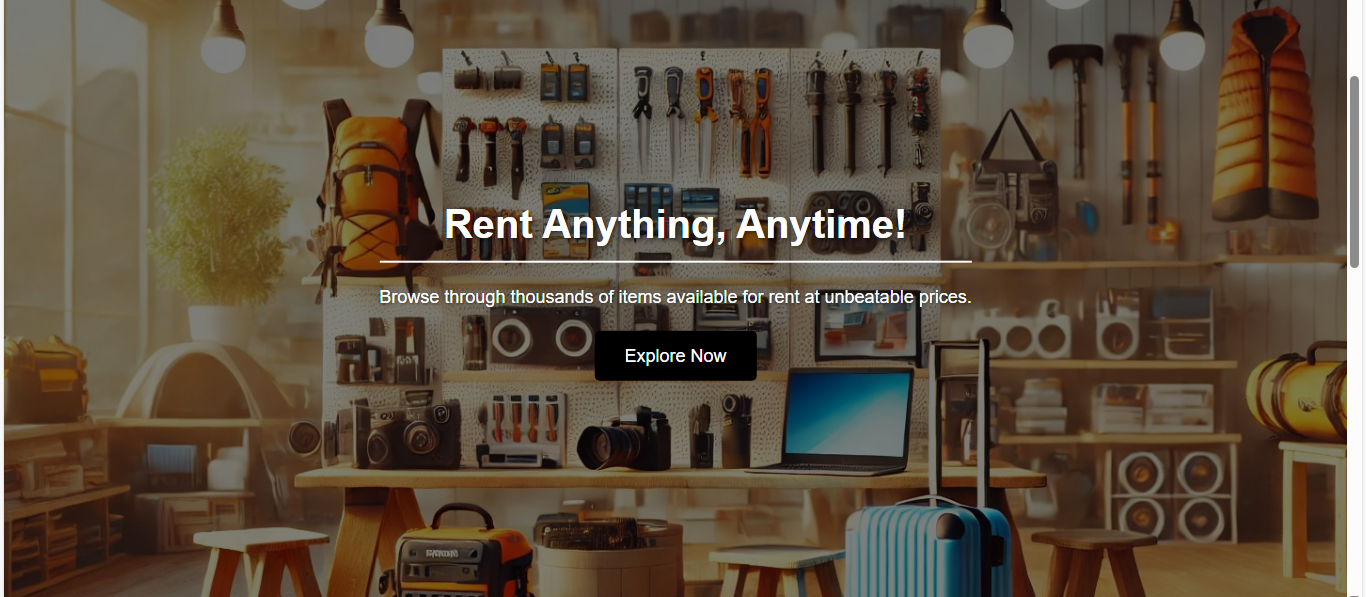 Rent Anything, Anytime!
Browse through thousands of items available for rent at unbeatable prices.
Explore Now